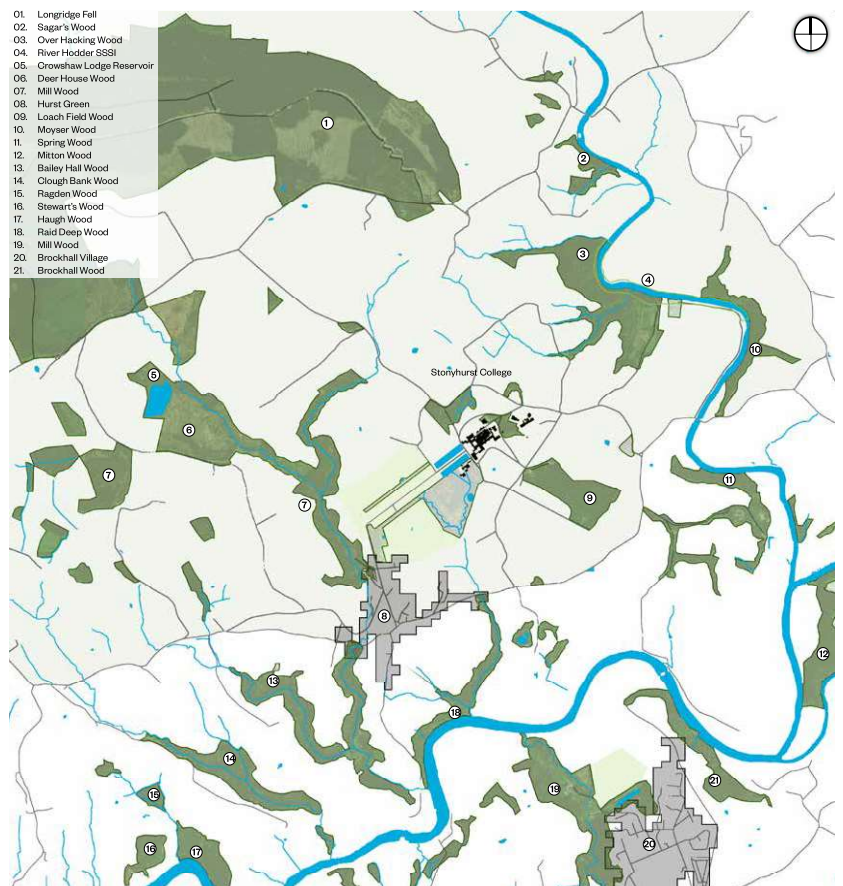 01. Longridge Fell
02. Sagar's Wood
03. Over Hacking Wood
04. River Hodder SSSI
05. Crowshaw Lodge Reservoir
06. Deer House Wood
07. Mill Wood
08. Hurst Green
09. Loach Field Wood
10. Moyser Wood
11. Spring Wood
12. Mitton Wood
13. Bailey Hall Wood
14. Clough Bank Wood
15. Ragden Wood
16. Stewart's Wood
17. Haugh Wood
18. Raid Deep Wood
19. Mill Wood
20. Brockhall Village
21. Brockhall Wood
1
2
3
4
10
Stonyhurst College
5
6
7
7
9
11
8
12
13
18
14
21
19
15
20
16
17